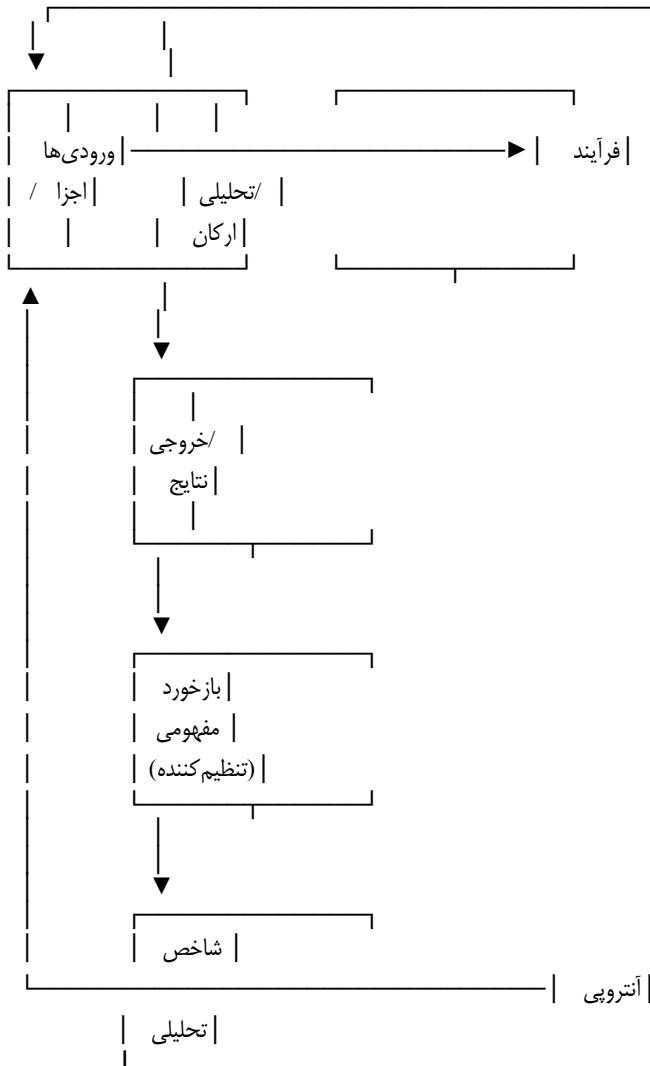 ورودی‌ها
فرآیند
اجزا /
تحلیلی/
ارکان
خروجی/
نتایج
بازخورد
مفهومی
(تنظیم‌کننده)
شاخص
آنتروپی
تحلیلی